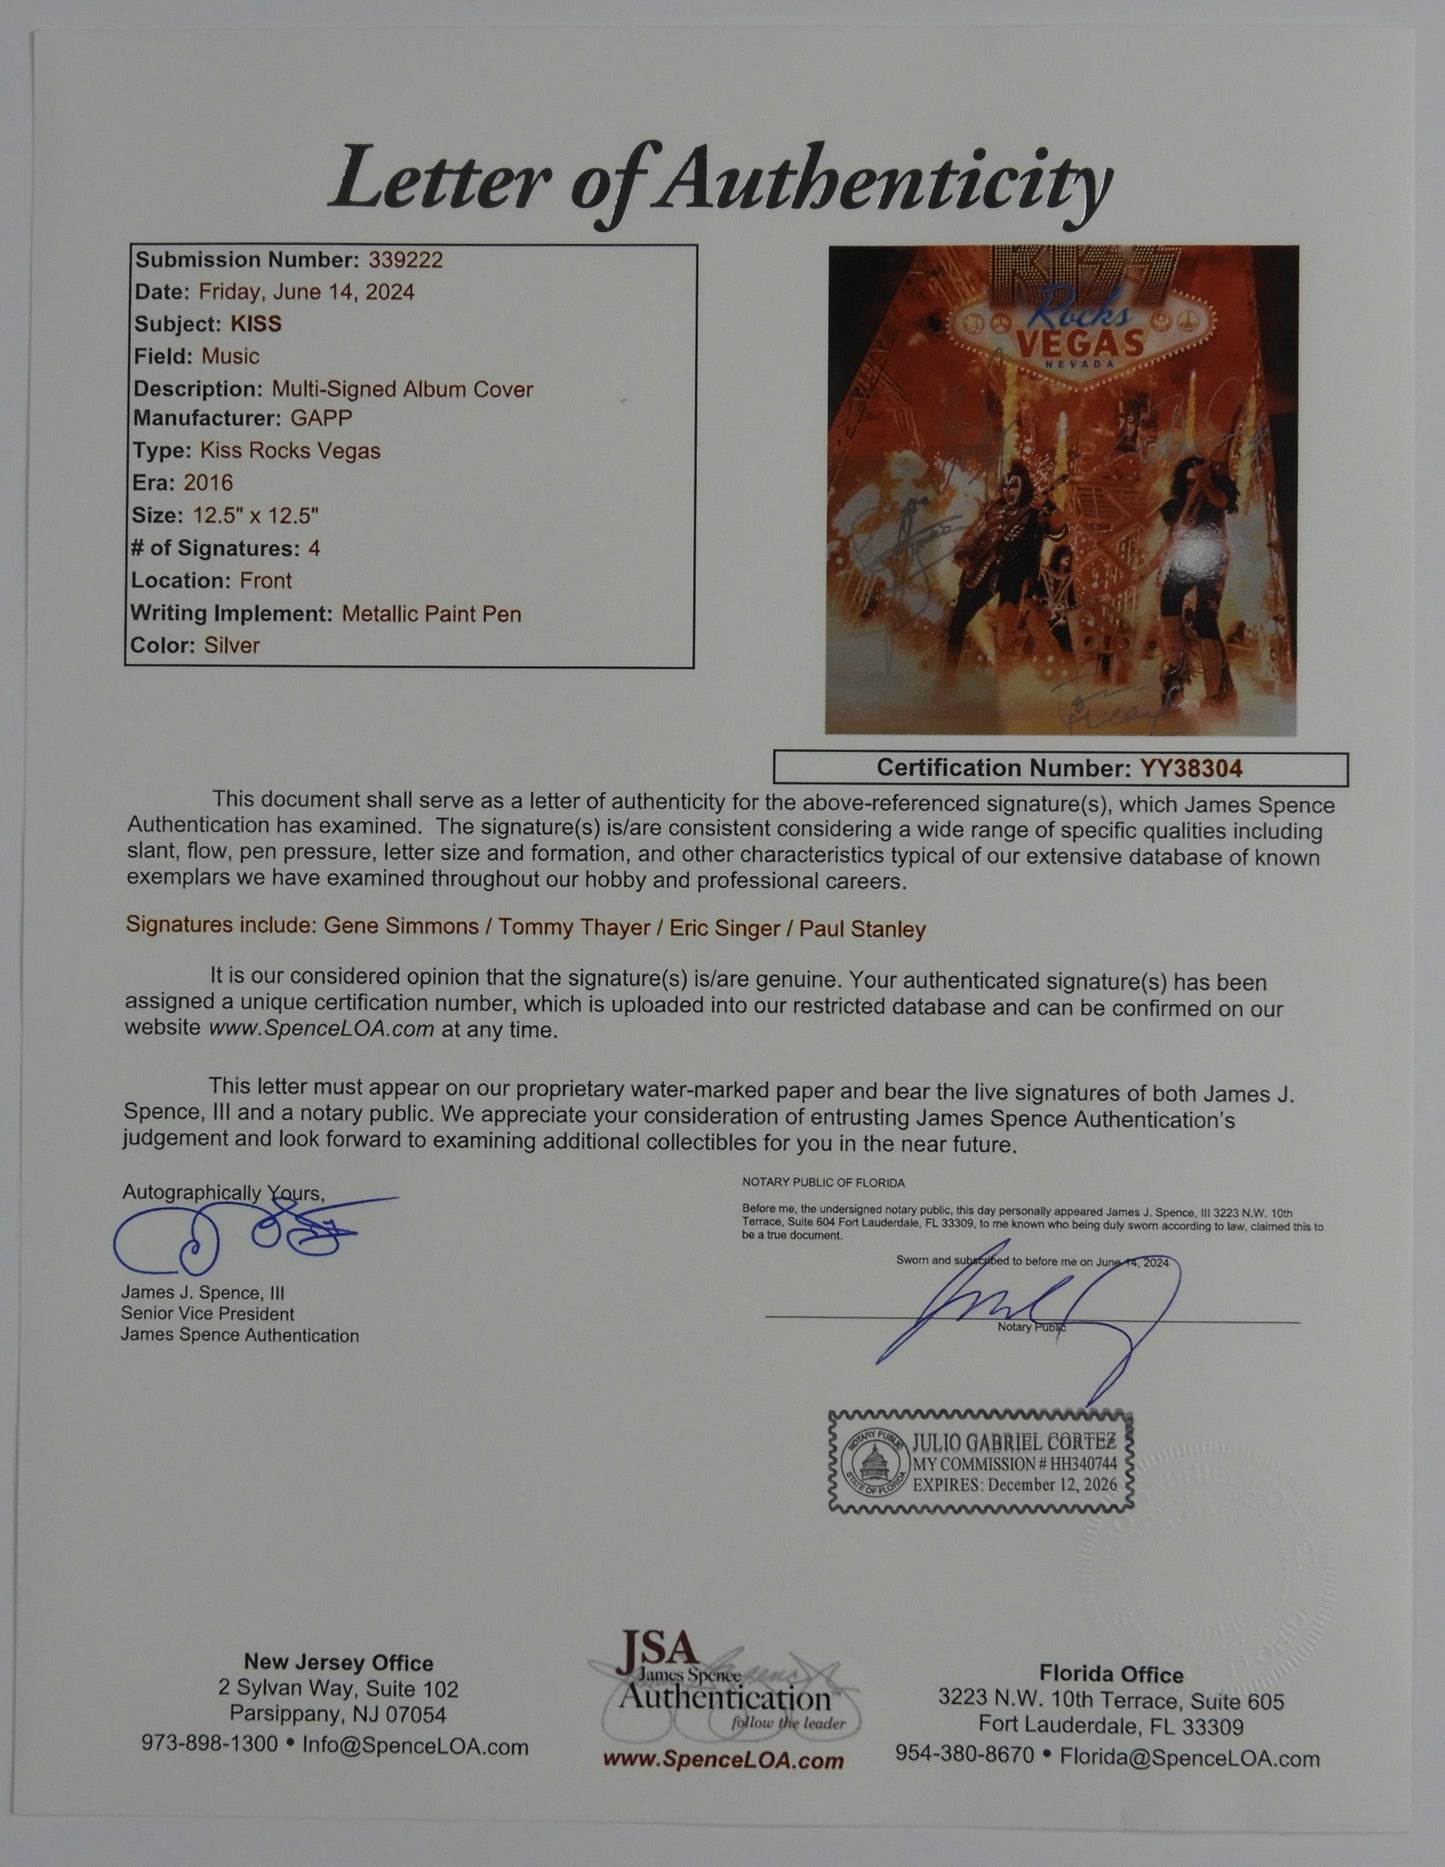 Letter of Authenticity
Submission Number: 339222
Date: Friday, June 14, 2024
Subject: KISS
Field: Music
Description: Multi-Signed Album Cover
Manufacturer: GAPP
Type: Kiss Rocks Vegas
Era: 2016
Size: 12.5" x 12.5"
# of Signatures: 4
Location: Front
Writing Implement: Metallic Paint Pen
Color: Silver
KISS
Rocks
VEGAS
NEVADA
Certification Number: YY38304
This document shall serve as a letter of authenticity for the above-referenced signature(s), which James Spence
Authentication has examined. The signature(s) is/are consistent considering a wide range of specific qualities including
slant, flow, pen pressure, letter size and formation, and other characteristics typical of our extensive database of known
exemplars we have examined throughout our hobby and professional careers.
Signatures include: Gene Simmons / Tommy Thayer / Eric Singer / Paul Stanley
It is our considered opinion that the signature(s) is/are genuine. Your authenticated signature(s) has been
assigned a unique certification number, which is uploaded into our restricted database and can be confirmed on our
website www.SpenceLOA.com at any time.
This letter must appear on our proprietary water-marked paper and bear the live signatures of both James J.
Spence, III and a notary public. We appreciate your consideration of entrusting James Spence Authentication's
judgement and look forward to examining additional collectibles for you in the near future.
Autographically Yours,
James J. Spence, III
Senior Vice President
James Spence Authentication
NOTARY PUBLIC OF FLORIDA
Before me, the undersigned notary public, this day personally appeared James J. Spence, III 3223 N.W. 10th
Terrace, Suite 604 Fort Lauderdale, FL 33309, to me known who being duly sworn according to law, claimed this to
be a true document.
Sworn and subscribed to before me on June 14, 2024
Notary Public
NOTARY PUBLIC
STATE OF FLORIDA
JULIO GABRIEL CORTEZ
MY COMMISSION # HH340744
EXPIRES: December 12, 2026
New Jersey Office
2 Sylvan Way, Suite 102
Parsippany, NJ 07054
973-898-1300 • Info@SpenceLOA.com
JSA
James Spence
Authentication™
follow the leader
www.SpenceLOA.com
Florida Office
3223 N.W. 10th Terrace, Suite 605
Fort Lauderdale, FL 33309
954-380-8670 • Florida@SpenceLOA.com